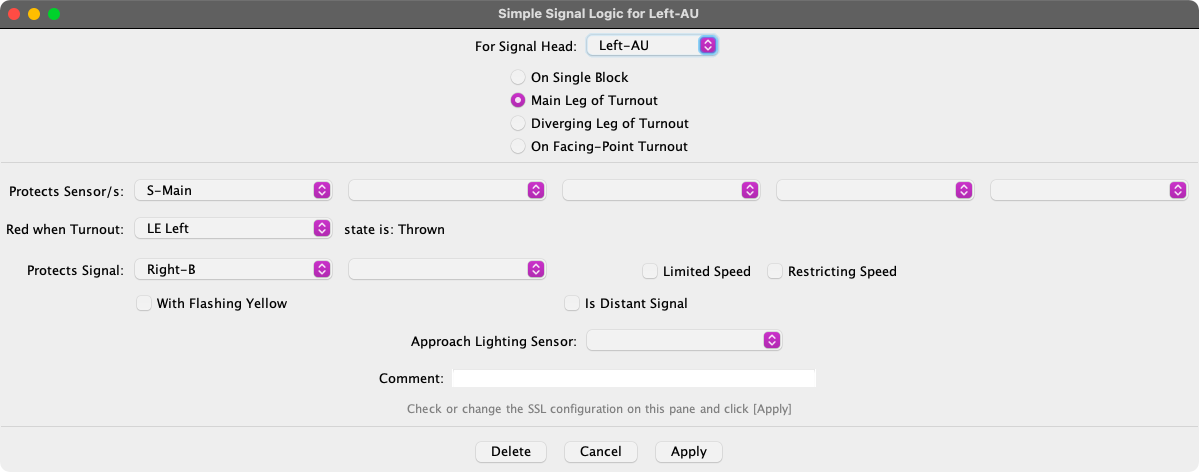 Simple Signal Logic for Left-AU
For Signal Head: Left-AU
On Single Block
Main Leg of Turnout
Diverging Leg of Turnout
On Facing-Point Turnout
Protects Sensor/s: S-Main
Red when Turnout: LE Left state is: Thrown
Protects Signal: Right-B Limited Speed Restricting Speed
With Flashing Yellow Is Distant Signal
Approach Lighting Sensor:
Comment:
Check or change the SSL configuration on this pane and click [Apply]
Delete Cancel Apply